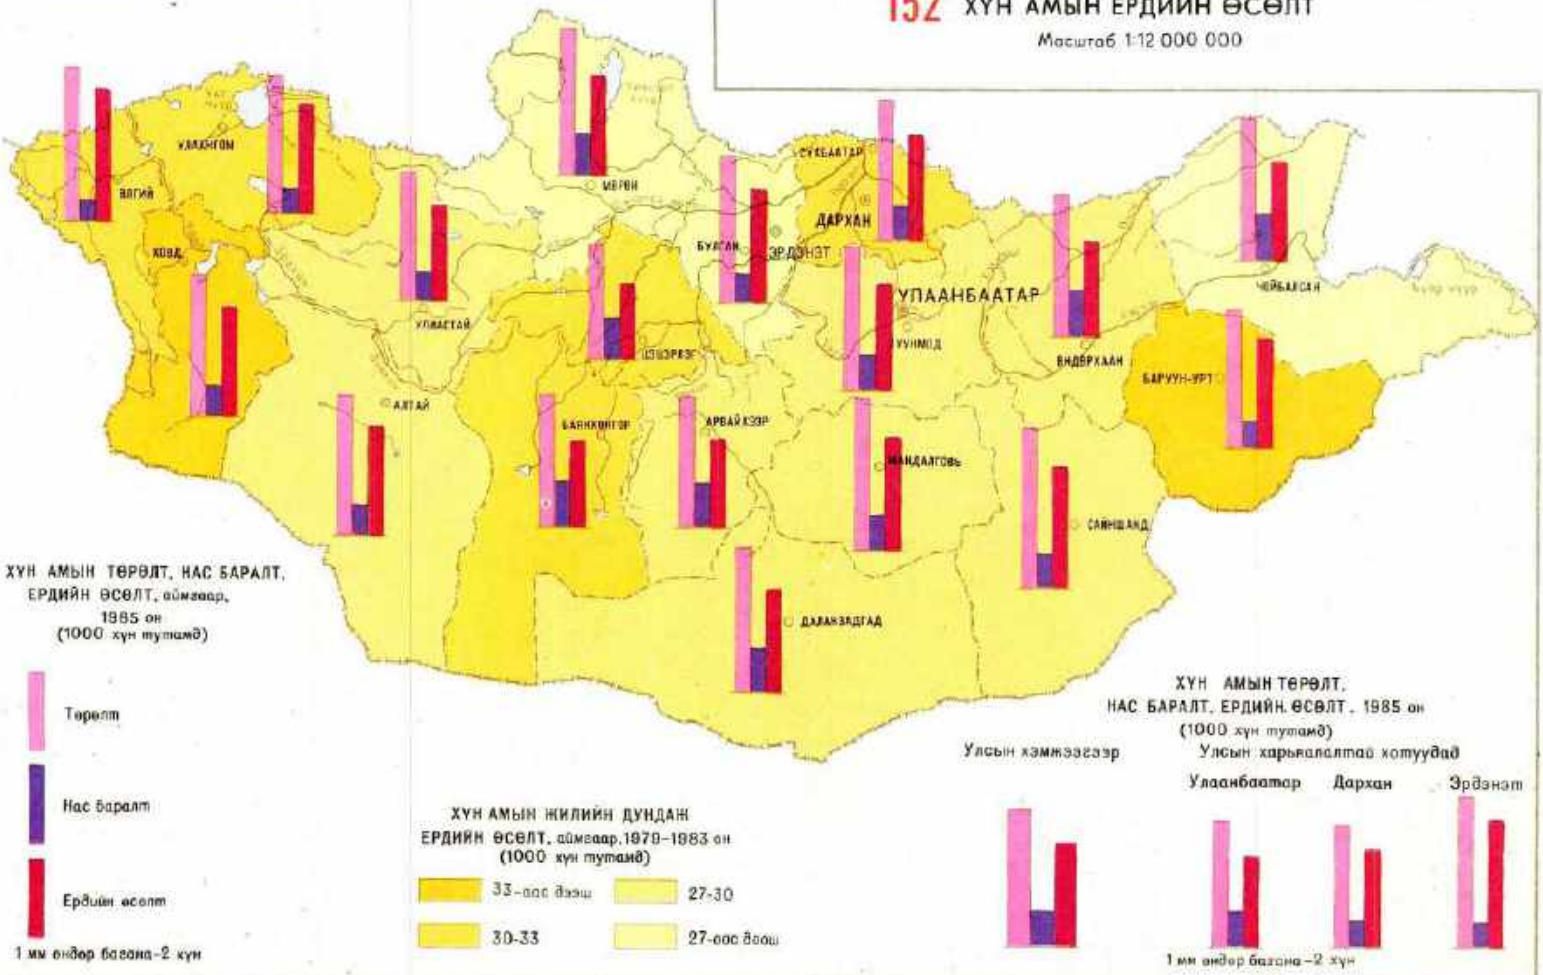 152 ХҮН АМЫН ЕРДИЙН ӨСӨЛТ
Масштаб 1:12 000 000
УЛААНГОМ
ӨЛГИЙ
ХОВД
МӨРӨН
СҮХБААТАР
ДАРХАН
БУЛГАН
ЭРДЭНЭТ
УЛИАСТАЙ
ЦЭЦЭРЛЭГ
УЛААНБААТАР
ЗУУНМОД
ӨНДӨРХААН
ЧОЙБАЛСАН
БАРУУН-УРТ
АЛТАЙ
БАЯНХОНГОР
АРВАЙХЭЭР
МАНДАЛГОВЬ
САЙНШАНД
ДАЛАНЗАДГАД
ХҮН АМЫН ТӨРӨЛТ, НАС БАРАЛТ,
ЕРДИЙН ӨСӨЛТ, аймгаар,
1985 он
(1000 хүн тутамд)
Төрөлт
Нас баралт
Ердийн өсөлт
1 мм өндөр багана-2 хүн
ХҮН АМЫН ЖИЛИЙН ДУНДАЖ
ЕРДИЙН ӨСӨЛТ, аймгаар, 1979-1983 он
(1000 хүн тутамд)
33-аас дээш
27-30
30-33
27-оос доош
ХҮН АМЫН ТӨРӨЛТ,
НАС БАРАЛТ, ЕРДИЙН ӨСӨЛТ, 1985 он
(1000 хүн тутамд)
Улсын хэмжээгээр
Улсын харьяалалтай хотуудад
Улаанбаатар Дархан Эрдэнэт
1 мм өндөр багана-2 хүн